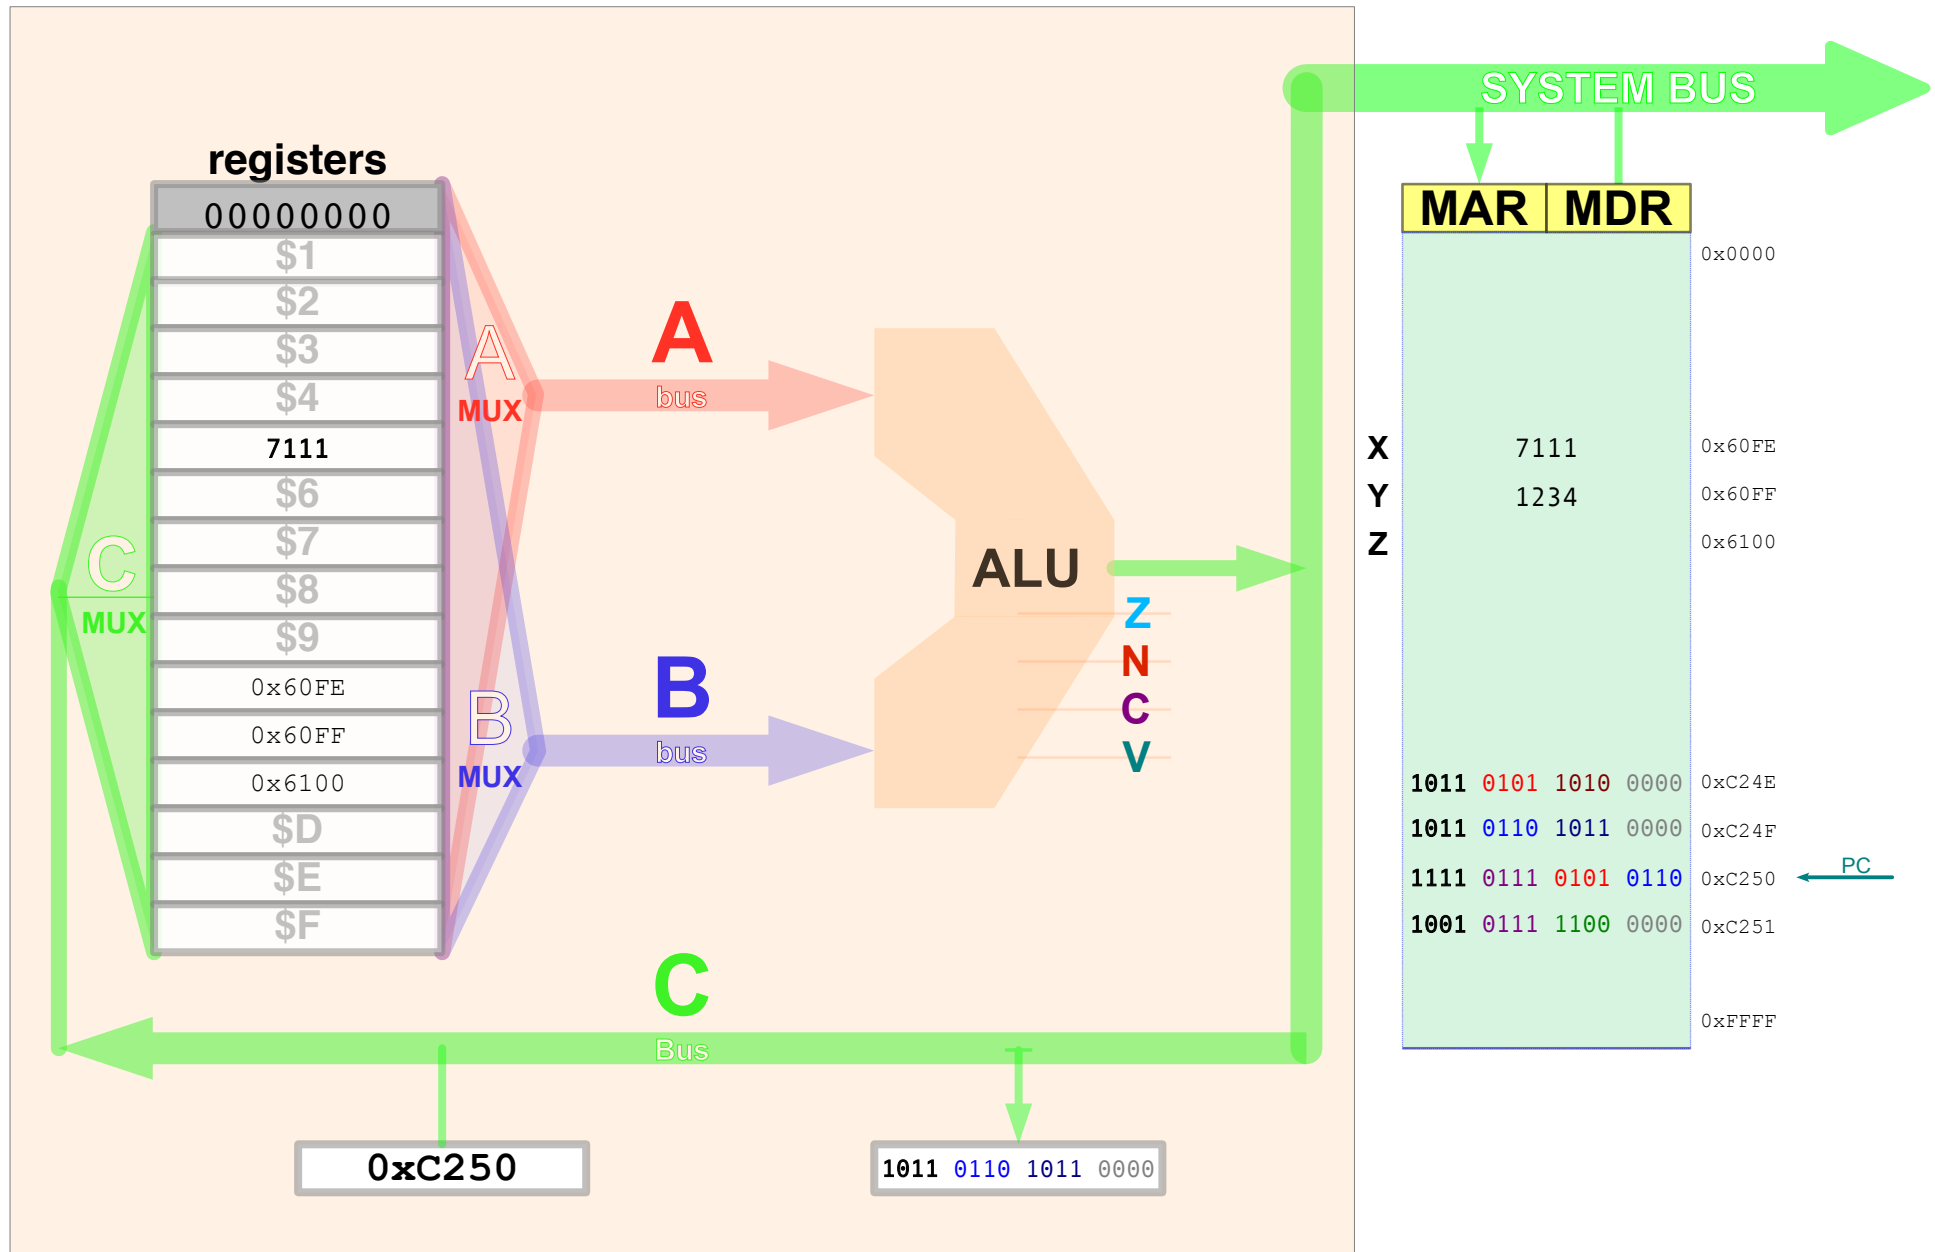 SYSTEM BUS
registers
00000000
$1
$2
$3
$4
7111
$6
$7
$8
$9
0x60FE
0x60FF
0x6100
$D
$E
$F
C
MUX
A
MUX
B
MUX
A
bus
B
bus
ALU
Z
N
C
V
C
Bus
0xC250
1011 0110 1011 0000
MAR MDR
0x0000
X 7111 0x60FE
Y 1234 0x60FF
Z 0x6100
1011 0101 1010 0000 0xC24E
1011 0110 1011 0000 0xC24F
1111 0111 0101 0110 0xC250 PC
1001 0111 1100 0000 0xC251
0xFFFF